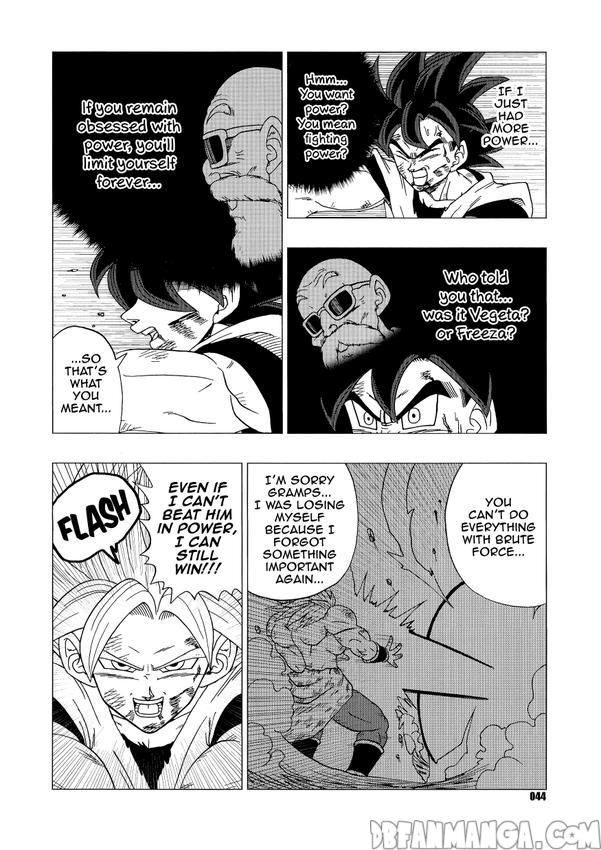 IF I
JUST
HAD
MORE
POWER...
Hmm...
You want
power?
You mean
fighting
power?
Who told
you that...
was it Vegeta?
or Freeza?
If you remain
obsessed with
power, you'll
limit yourself
forever...
...SO
THAT'S
WHAT
YOU
MEANT...
YOU
CAN'T DO
EVERYTHING
WITH BRUTE
FORCE...
I'M SORRY
GRAMPS...
I WAS LOSING
MYSELF
BECAUSE I
FORGOT
SOMETHING
IMPORTANT
AGAIN...
EVEN IF
I CAN'T
BEAT HIM
IN POWER,
I CAN
STILL
WIN!!!
FLASH
044
DBFANMANGA.COM